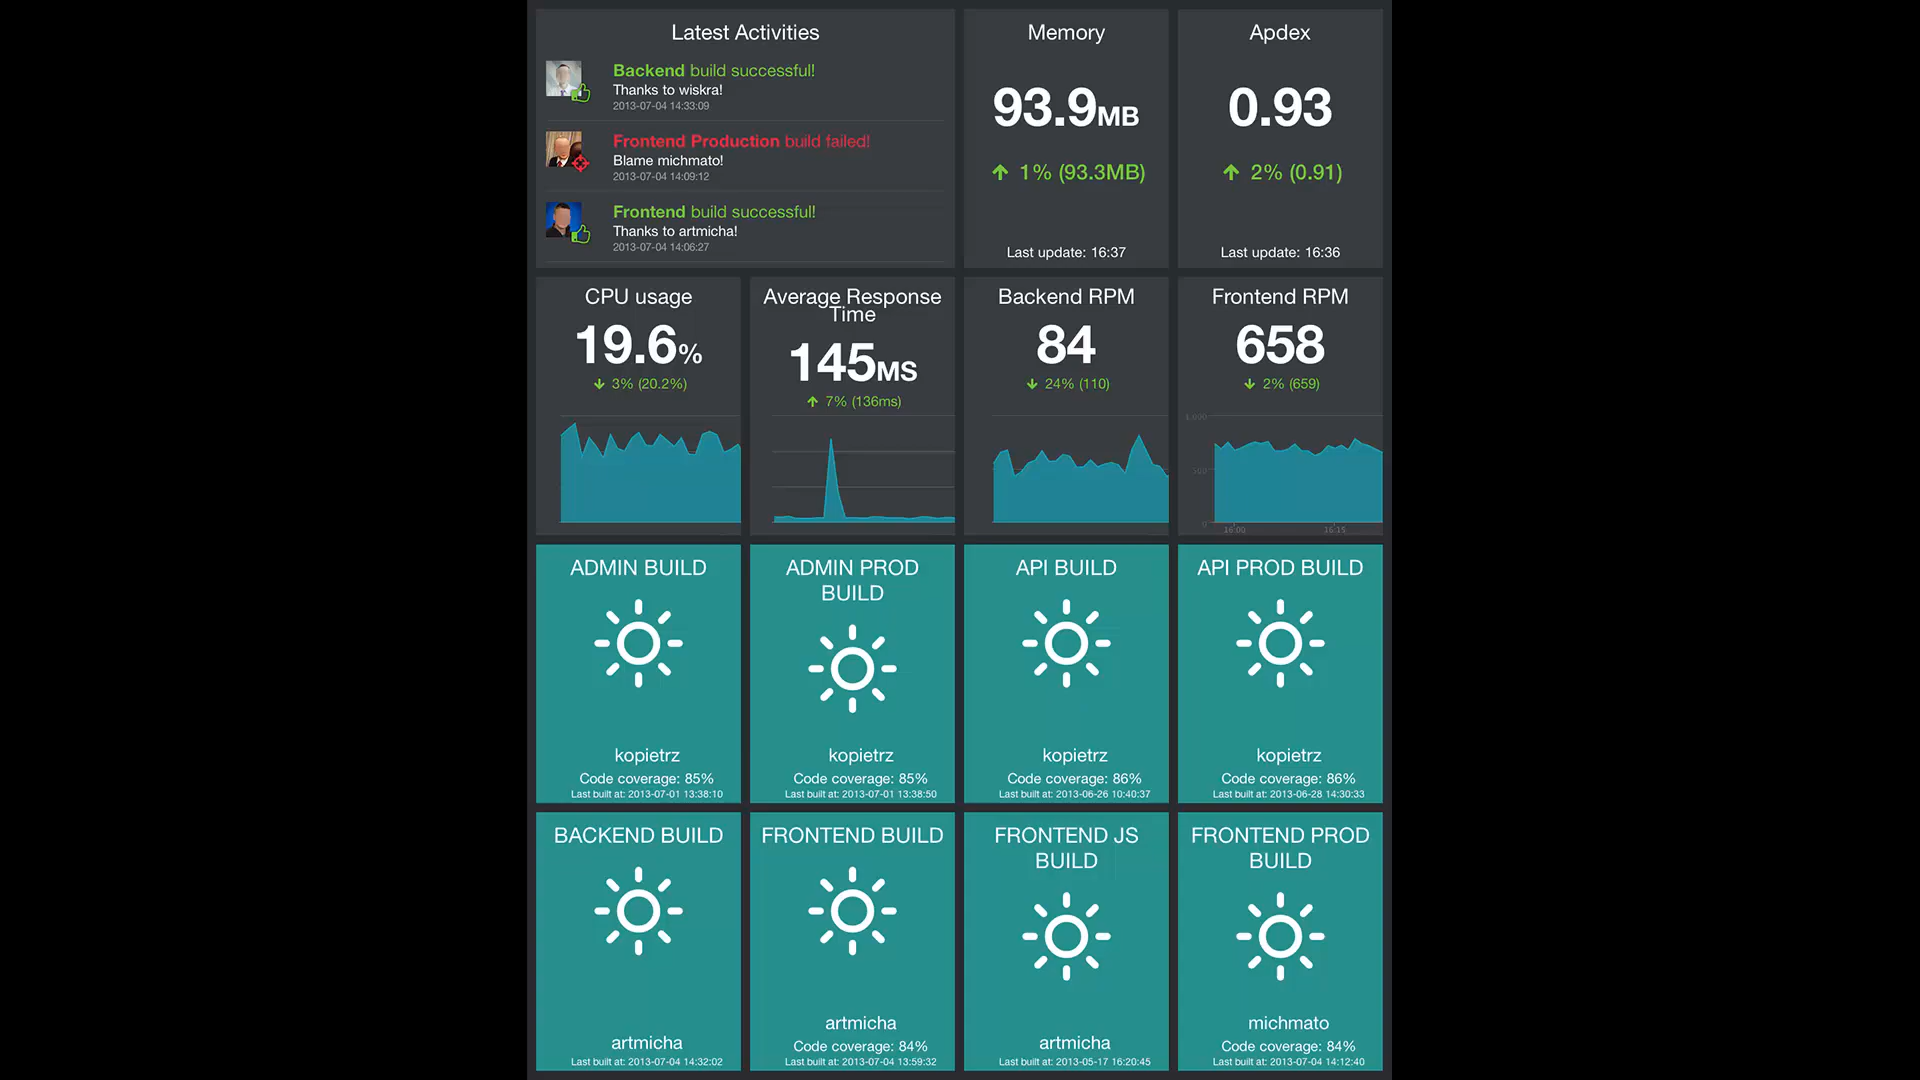 Latest Activities
Backend build successful!
Thanks to wiskra!
2013-07-04 14:33:09
Frontend Production build failed!
Blame michmato!
2013-07-04 14:09:12
Frontend build successful!
Thanks to artmicha!
2013-07-04 14:06:27
Memory
93.9MB
1% (93.3MB)
Last update: 16:37
Apdex
0.93
2% (0.91)
Last update: 16:36
CPU usage
19.6%
3% (20.2%)
Average Response
Time
145MS
7% (136ms)
Backend RPM
84
24% (110)
Frontend RPM
658
2% (659)
1,000
500
0
16:00 16:15
ADMIN BUILD
kopietrz
Code coverage: 85%
Last built at: 2013-07-01 13:38:10
ADMIN PROD
BUILD
kopietrz
Code coverage: 85%
Last built at: 2013-07-01 13:38:50
API BUILD
kopietrz
Code coverage: 86%
Last built at: 2013-06-26 10:40:37
API PROD BUILD
kopietrz
Code coverage: 86%
Last built at: 2013-06-28 14:30:33
BACKEND BUILD
artmicha
Last built at: 2013-07-04 14:32:02
FRONTEND BUILD
artmicha
Code coverage: 84%
Last built at: 2013-07-04 13:59:32
FRONTEND JS
BUILD
artmicha
Last built at: 2013-05-17 16:20:45
FRONTEND PROD
BUILD
michmato
Code coverage: 84%
Last built at: 2013-07-04 14:12:40